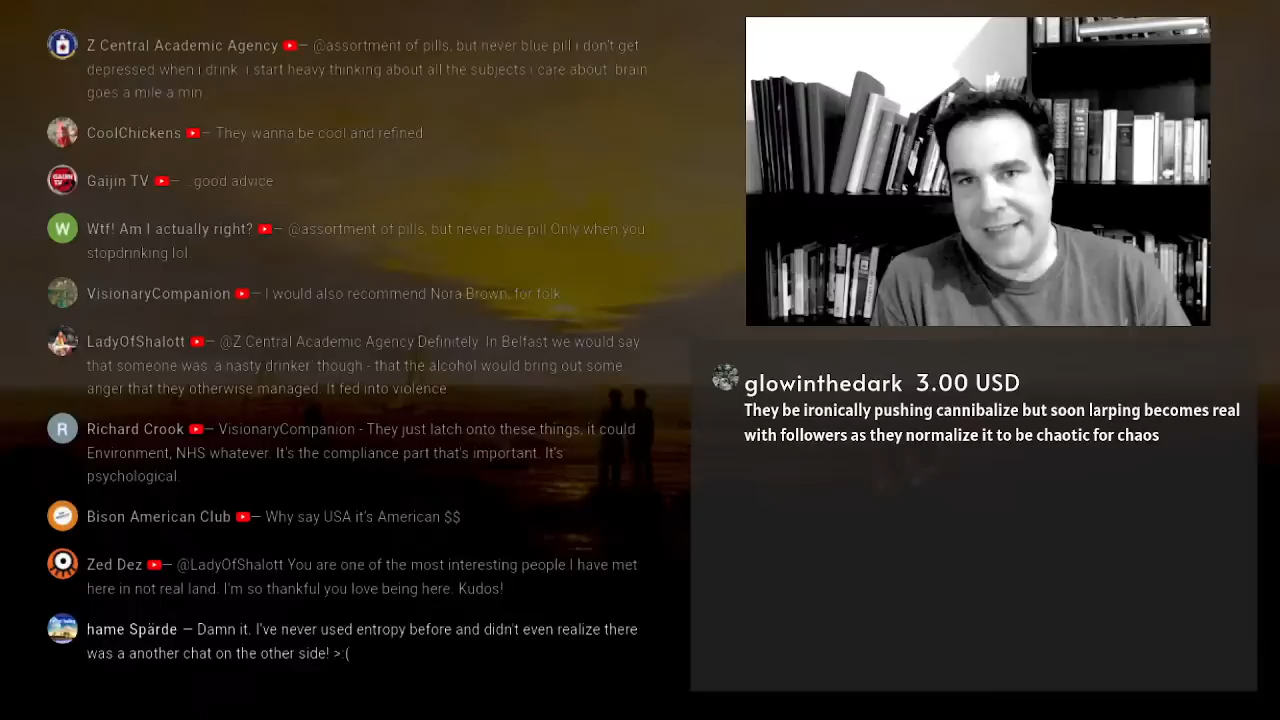 Z Central Academic Agency — @assortment of pills, but never blue pill i don't get
depressed when i drink i start heavy thinking about all the subjects i care about brain
goes a mile a min
CoolChickens — They wanna be cool and refined
Gaijin TV — ..good advice
W Wtf! Am I actually right? — @assortment of pills, but never blue pill Only when you
stopdrinking lol
VisionaryCompanion — I would also recommend Nora Brown, for folk
LadyOfShalott — @Z Central Academic Agency Definitely In Belfast we would say
that someone was 'a nasty drinker' though - that the alcohol would bring out some
anger that they otherwise managed. It fed into violence
R Richard Crook — VisionaryCompanion - They just latch onto these things, it could
Environment, NHS whatever. It's the compliance part that's important. It's
psychological.
Bison American Club — Why say USA it's American $$
Zed Dez — @LadyOfShalott You are one of the most interesting people I have met
here in not real land. I'm so thankful you love being here. Kudos!
hame Spärde — Damn it. I've never used entropy before and didn't even realize there
was a another chat on the other side! >:(
glowinthedark 3.00 USD
They be ironically pushing cannibalize but soon larping becomes real
with followers as they normalize it to be chaotic for chaos